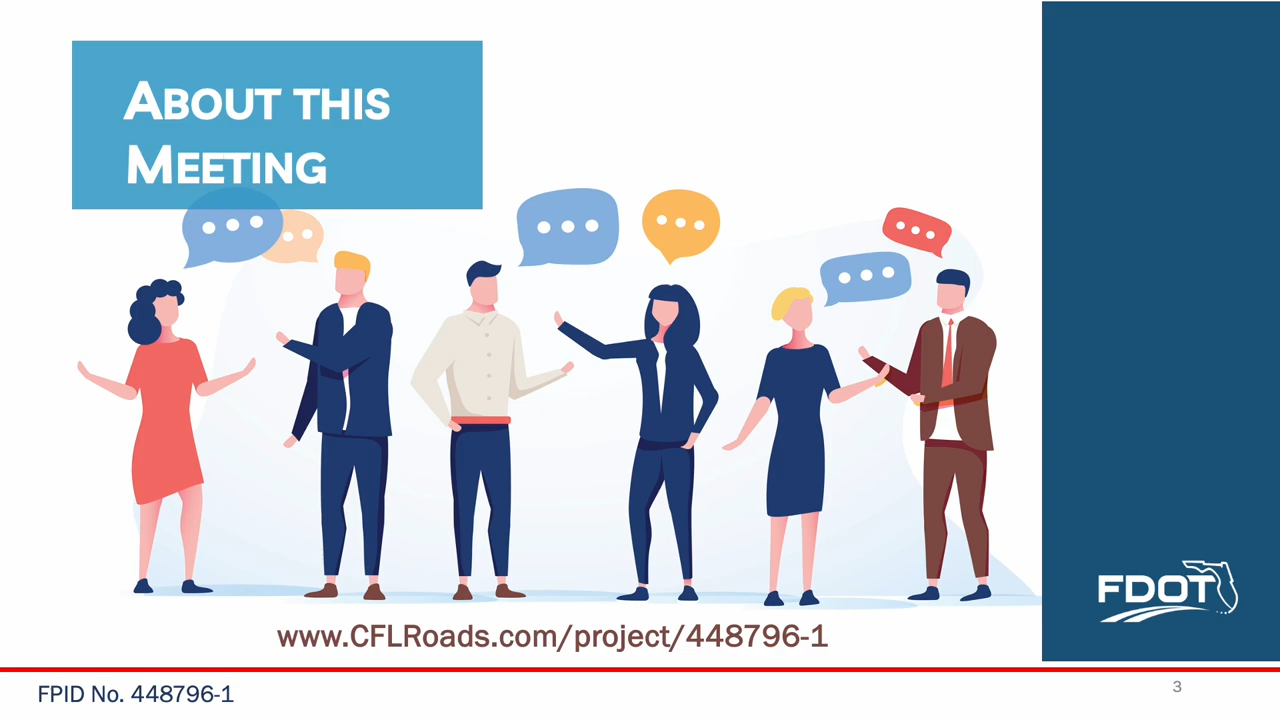 ABOUT THIS
MEETING
FDOT
www.CFLRoads.com/project/448796-1
FPID No. 448796-1
3